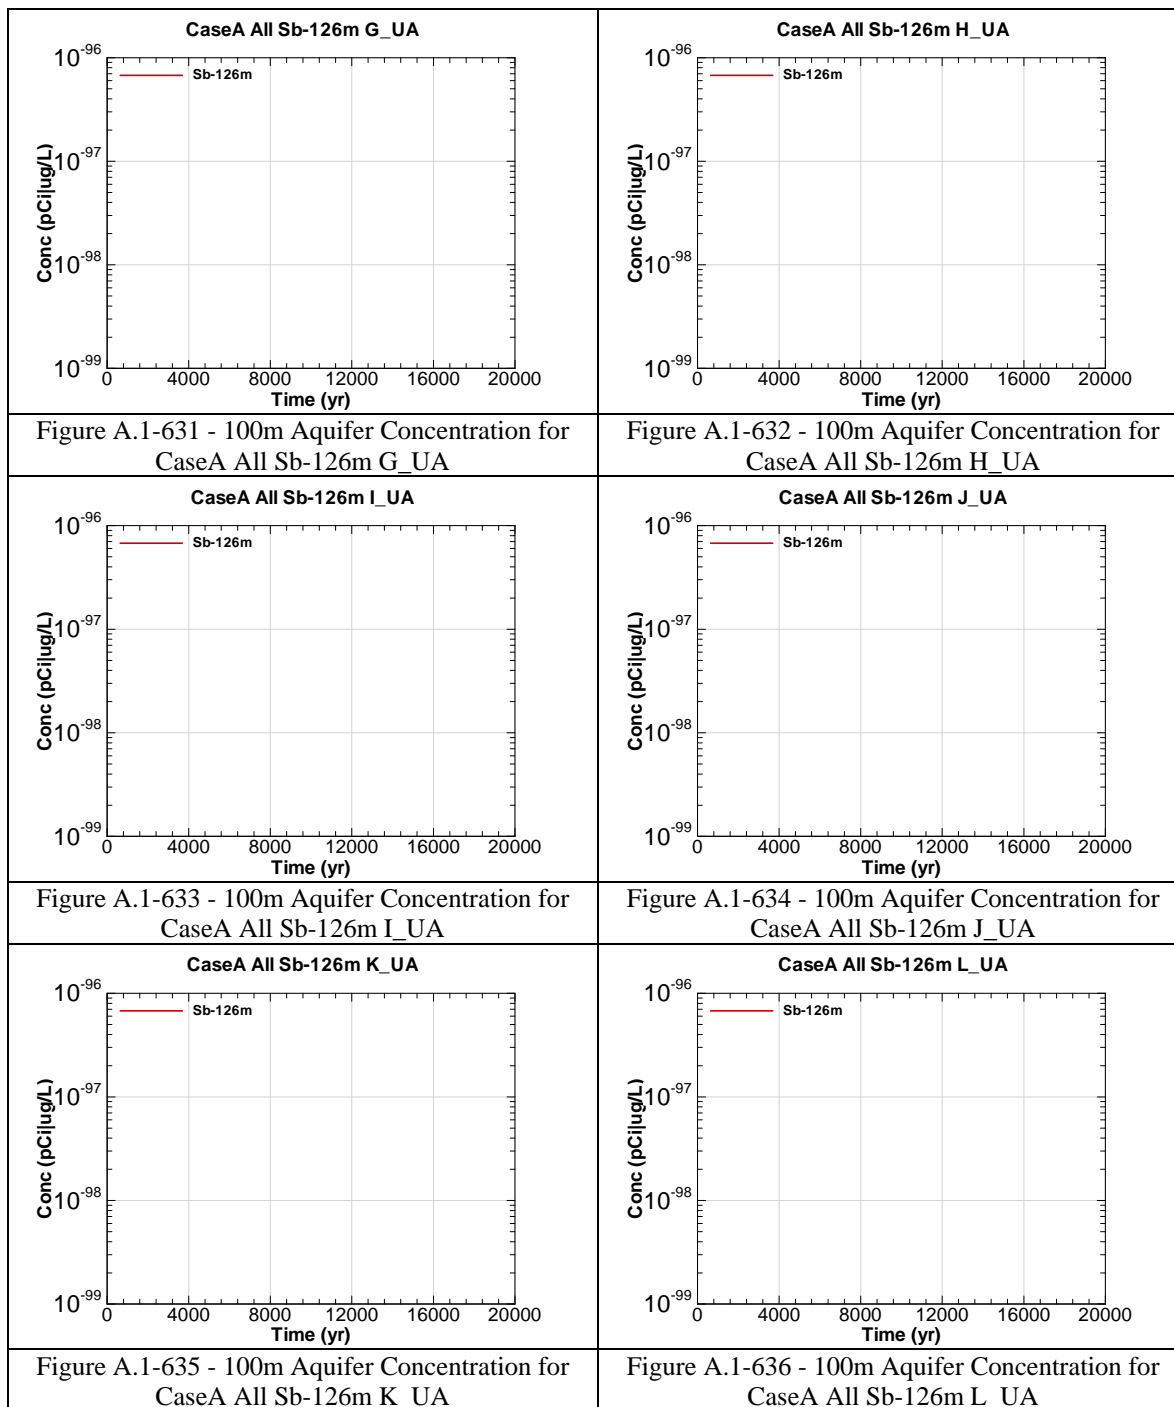 CaseA All Sb-126m G_UA
Sb-126m
10-96
10-97
10-98
10-99
Conc (pCi|ug/L)
0 4000 8000 12000 16000 20000
Time (yr)
Figure A.1-631 - 100m Aquifer Concentration for
CaseA All Sb-126m G_UA
CaseA All Sb-126m H_UA
Sb-126m
10-96
10-97
10-98
10-99
Conc (pCi|ug/L)
0 4000 8000 12000 16000 20000
Time (yr)
Figure A.1-632 - 100m Aquifer Concentration for
CaseA All Sb-126m H_UA
CaseA All Sb-126m I_UA
Sb-126m
10-96
10-97
10-98
10-99
Conc (pCi|ug/L)
0 4000 8000 12000 16000 20000
Time (yr)
Figure A.1-633 - 100m Aquifer Concentration for
CaseA All Sb-126m I_UA
CaseA All Sb-126m J_UA
Sb-126m
10-96
10-97
10-98
10-99
Conc (pCi|ug/L)
0 4000 8000 12000 16000 20000
Time (yr)
Figure A.1-634 - 100m Aquifer Concentration for
CaseA All Sb-126m J_UA
CaseA All Sb-126m K_UA
Sb-126m
10-96
10-97
10-98
10-99
Conc (pCi|ug/L)
0 4000 8000 12000 16000 20000
Time (yr)
Figure A.1-635 - 100m Aquifer Concentration for
CaseA All Sb-126m K_UA
CaseA All Sb-126m L_UA
Sb-126m
10-96
10-97
10-98
10-99
Conc (pCi|ug/L)
0 4000 8000 12000 16000 20000
Time (yr)
Figure A.1-636 - 100m Aquifer Concentration for
CaseA All Sb-126m L_UA